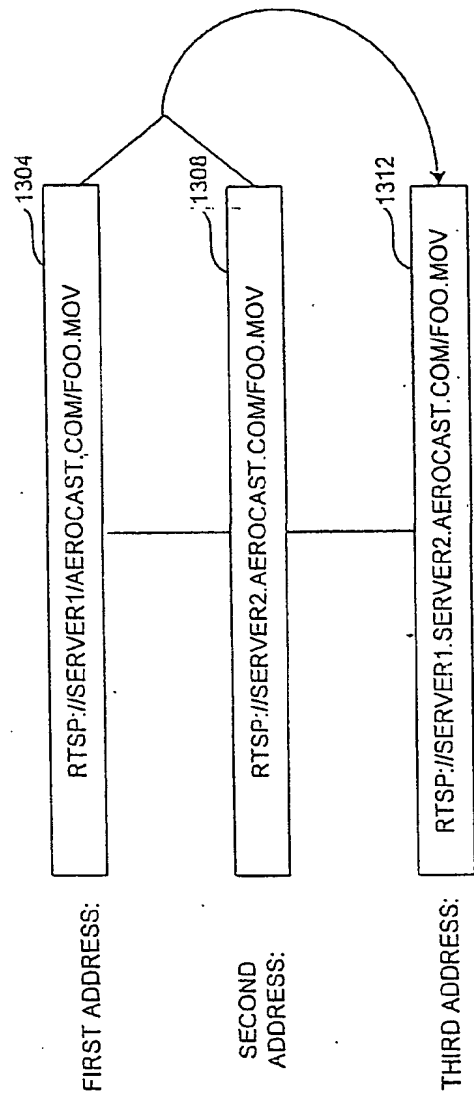 FIRST ADDRESS:
RTSP://SERVER1/AEROCAST.COM/FOO.MOV
1304
SECOND
ADDRESS:
RTSP://SERVER2.AEROCAST.COM/FOO.MOV
1308
THIRD ADDRESS:
RTSP://SERVER1.SERVER2.AEROCAST.COM/FOO.MOV
1312